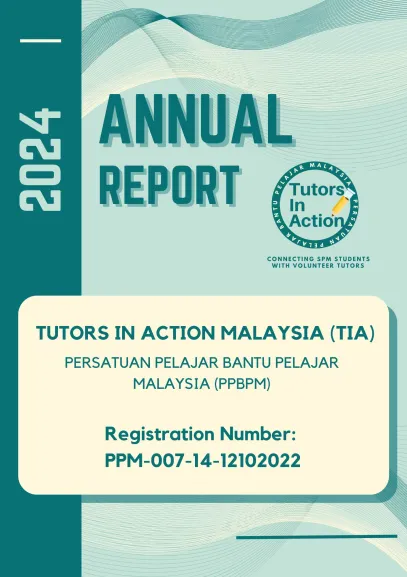 2024
ANNUAL
REPORT
PERSATUAN PELAJAR BANTU PELAJAR MALAYSIA
Tutors
In
Action
CONNECTING SPM STUDENTS
WITH VOLUNTEER TUTORS
TUTORS IN ACTION MALAYSIA (TIA)
PERSATUAN PELAJAR BANTU PELAJAR
MALAYSIA (PPBPM)
Registration Number:
PPM-007-14-12102022